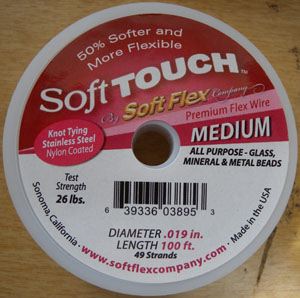 50% Softer and
More Flexible
Soft TOUCH™
By Soft Flex Company
Premium Flex Wire
Knot Tying
Stainless Steel
Nylon Coated
MEDIUM
ALL PURPOSE - GLASS,
MINERAL & METAL BEADS
Test
Strength
26 lbs.
6 39336 03895 3
DIAMETER .019 in.
LENGTH 100 ft.
49 Strands
Sonoma, California · www.softflexcompany.com · Made in the USA